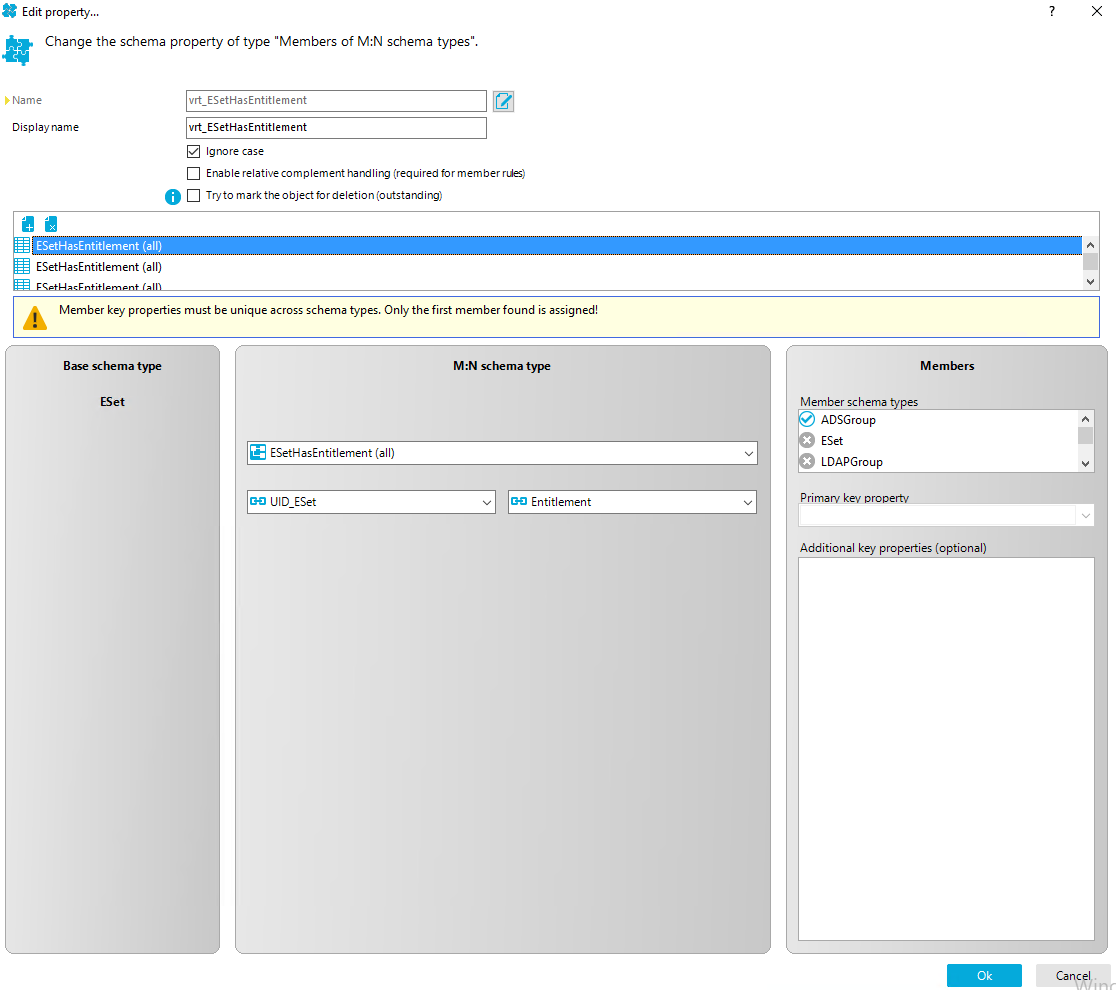 Edit property...
?
Change the schema property of type "Members of M:N schema types".
Name
vrt_ESetHasEntitlement
Display name
vrt_ESetHasEntitlement
Ignore case
Enable relative complement handling (required for member rules)
Try to mark the object for deletion (outstanding)
ESetHasEntitlement (all)
ESetHasEntitlement (all)
ESetHasEntitlement (all)
Member key properties must be unique across schema types. Only the first member found is assigned!
Base schema type
ESet
M:N schema type
ESetHasEntitlement (all)
UID_ESet
Entitlement
Members
Member schema types
ADSGroup
ESet
LDAPGroup
Primary key property
Additional key properties (optional)
Ok
Cancel